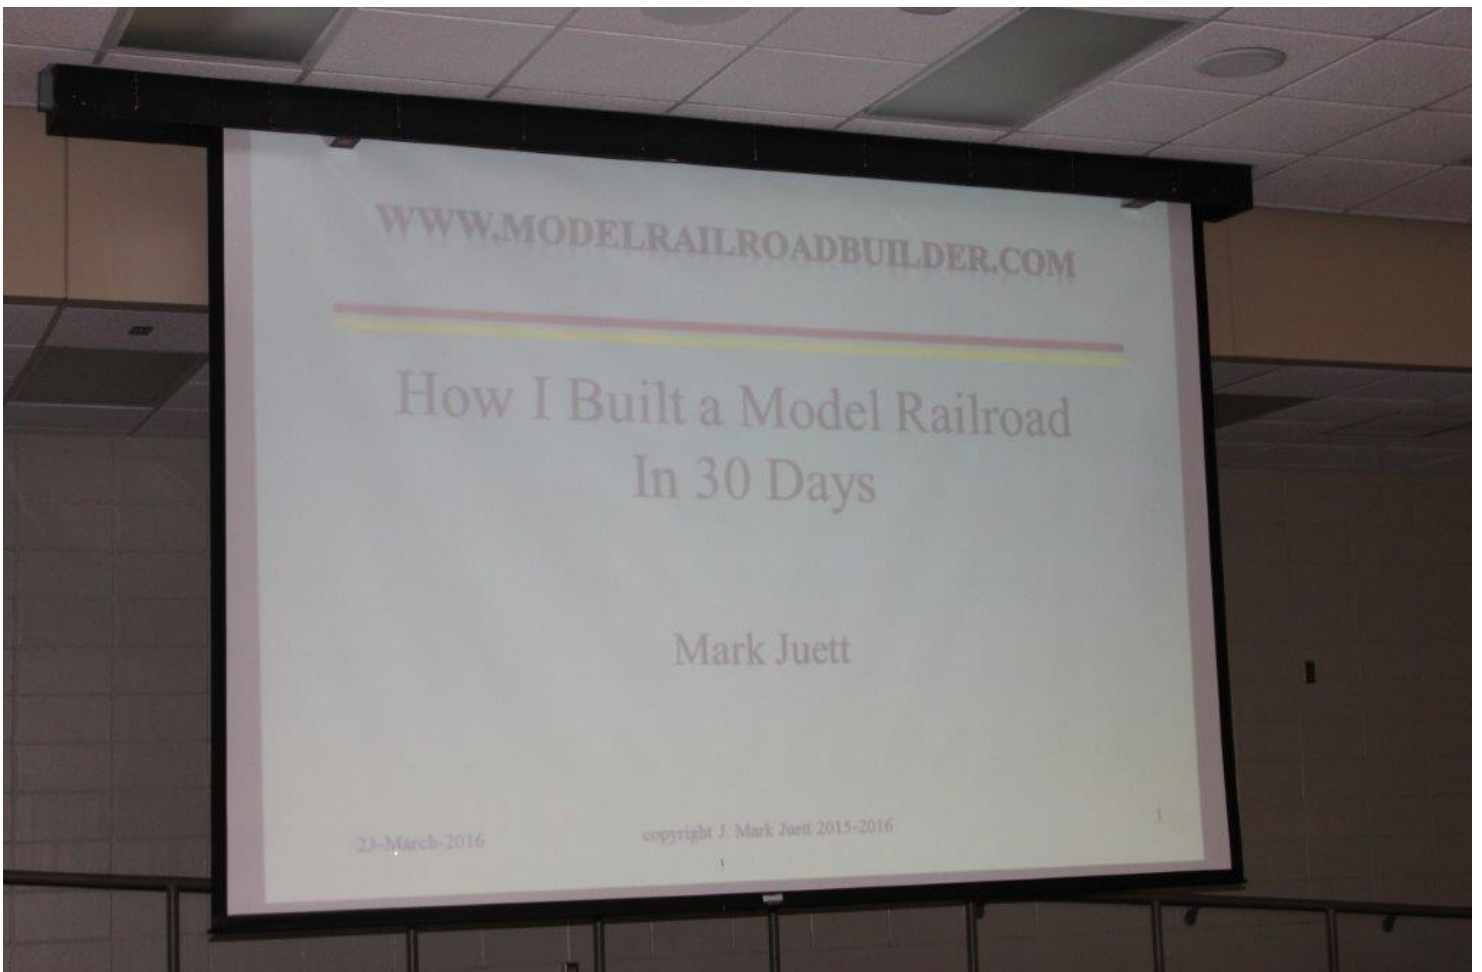 WWW.MODELRAILROADBUILDER.COM
How I Built a Model Railroad
In 30 Days
Mark Juett
23-March-2016
copyright J. Mark Juett 2015-2016
1
1